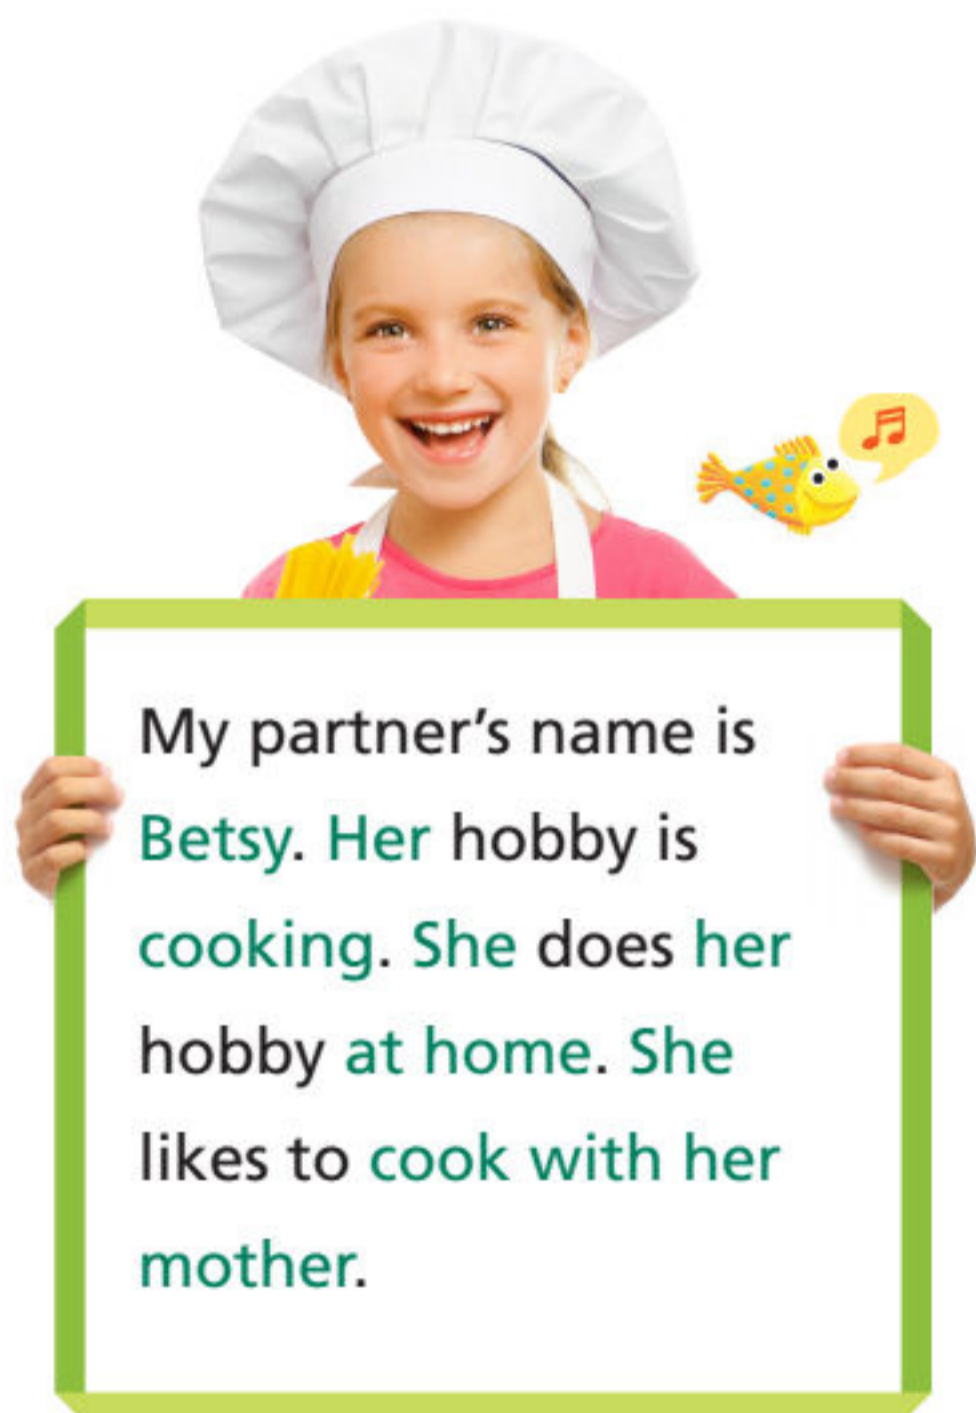 My partner's name is
Betsy. Her hobby is
cooking. She does her
hobby at home. She
likes to cook with her
mother.